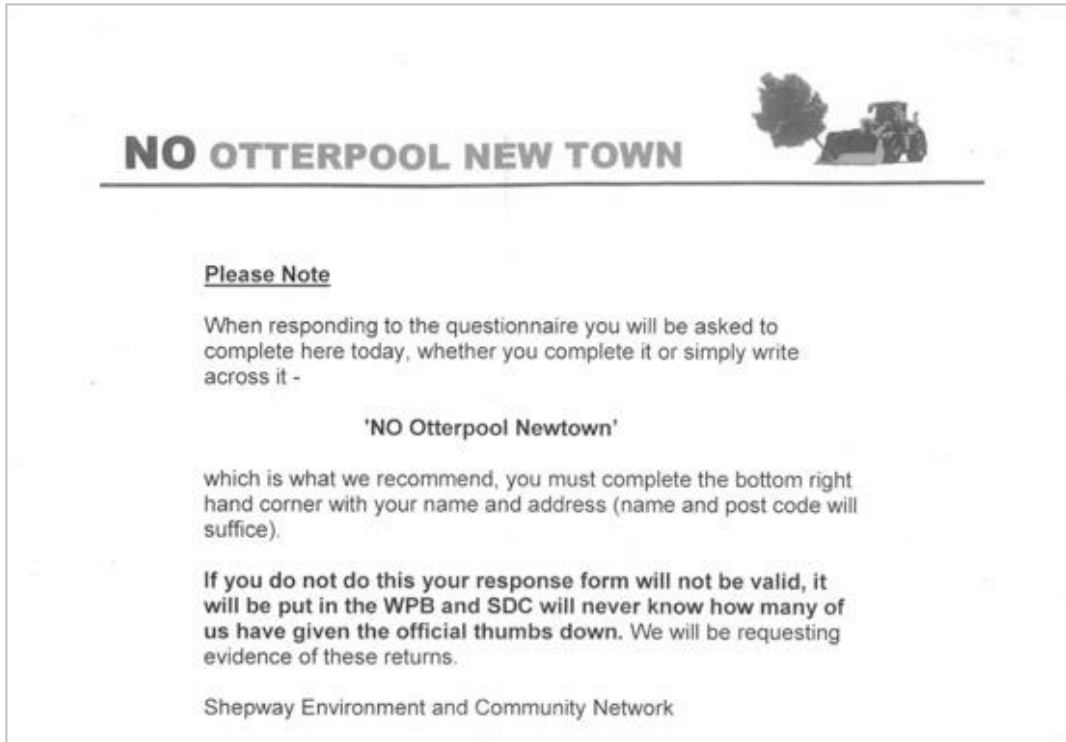 NO OTTERPOOL NEW TOWN
Please Note
When responding to the questionnaire you will be asked to
complete here today, whether you complete it or simply write
across it -
'NO Otterpool Newtown'
which is what we recommend, you must complete the bottom right
hand corner with your name and address (name and post code will
suffice).
If you do not do this your response form will not be valid, it
will be put in the WPB and SDC will never know how many of
us have given the official thumbs down. We will be requesting
evidence of these returns.
Shepway Environment and Community Network